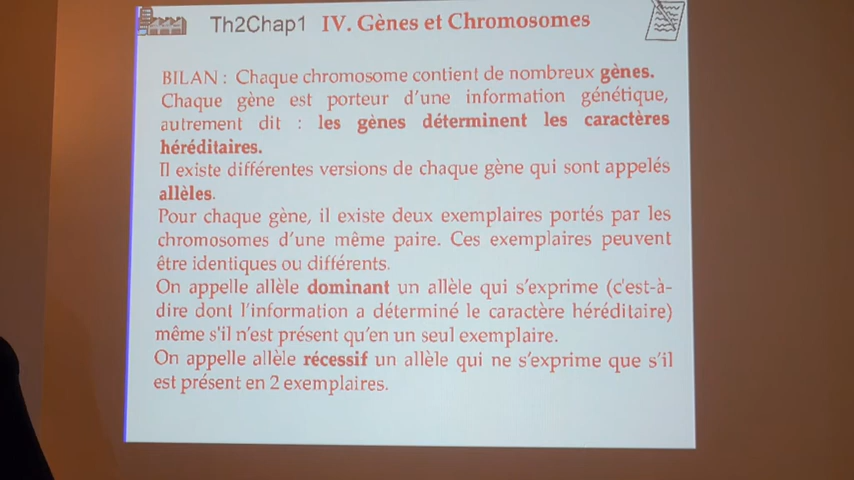 Th2Chap1 IV. Gènes et Chromosomes
BILAN : Chaque chromosome contient de nombreux gènes.
Chaque gène est porteur d'une information génétique,
autrement dit : les gènes déterminent les caractères
héréditaires.
Il existe différentes versions de chaque gène qui sont appelés
allèles.
Pour chaque gène, il existe deux exemplaires portés par les
chromosomes d'une même paire. Ces exemplaires peuvent
être identiques ou différents.
On appelle allèle dominant un allèle qui s'exprime (c'est-à-
dire dont l'information a déterminé le caractère héréditaire)
même s'il n'est présent qu'en un seul exemplaire.
On appelle allèle récessif un allèle qui ne s'exprime que s'il
est présent en 2 exemplaires.